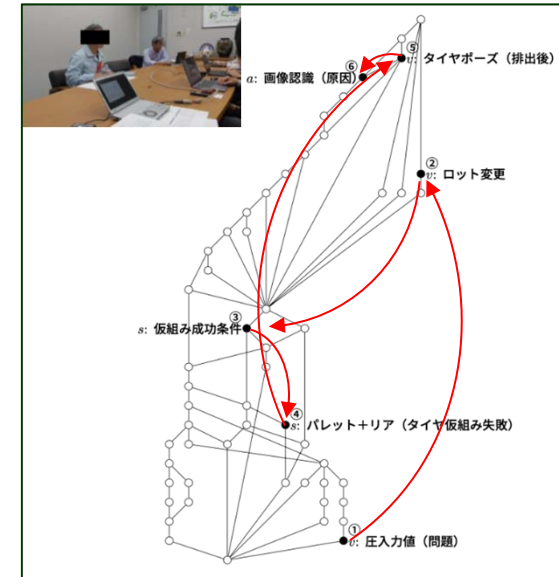 ⑤
v: タイヤポーズ（排出後）
⑥
a: 画像認識（原因）
②
v: ロット変更
③
s: 仮組み成功条件
④
s: パレット＋リア（タイヤ仮組み失敗）
①
v: 圧入力値（問題）